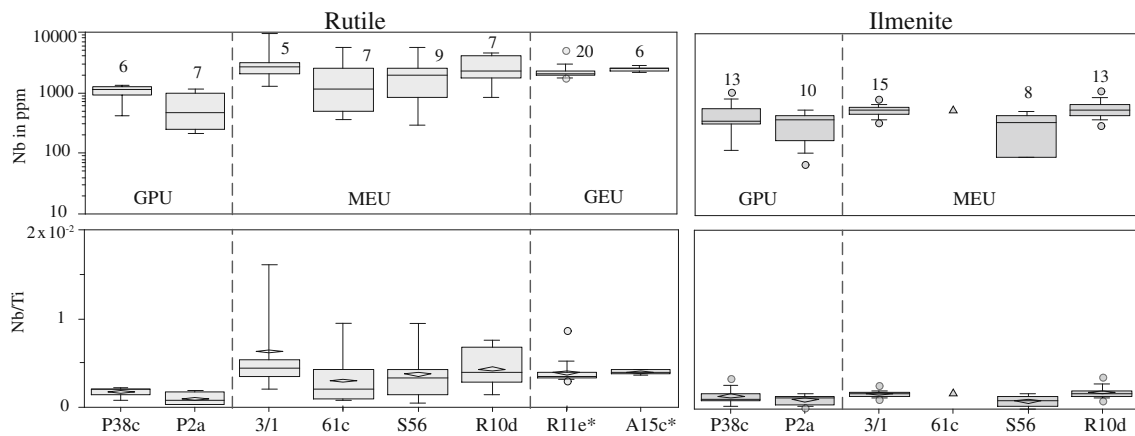 Rutile Ilmenite
10000
1000
100
10
Nb in ppm
6 7 5 7 9 7 20 6
13 10 15 8 13
GPU MEU GEU
GPU MEU
2 x 10⁻²
1
0
Nb/Ti
P38c P2a 3/1 61c S56 R10d R11e* A15c* P38c P2a 3/1 61c S56 R10d